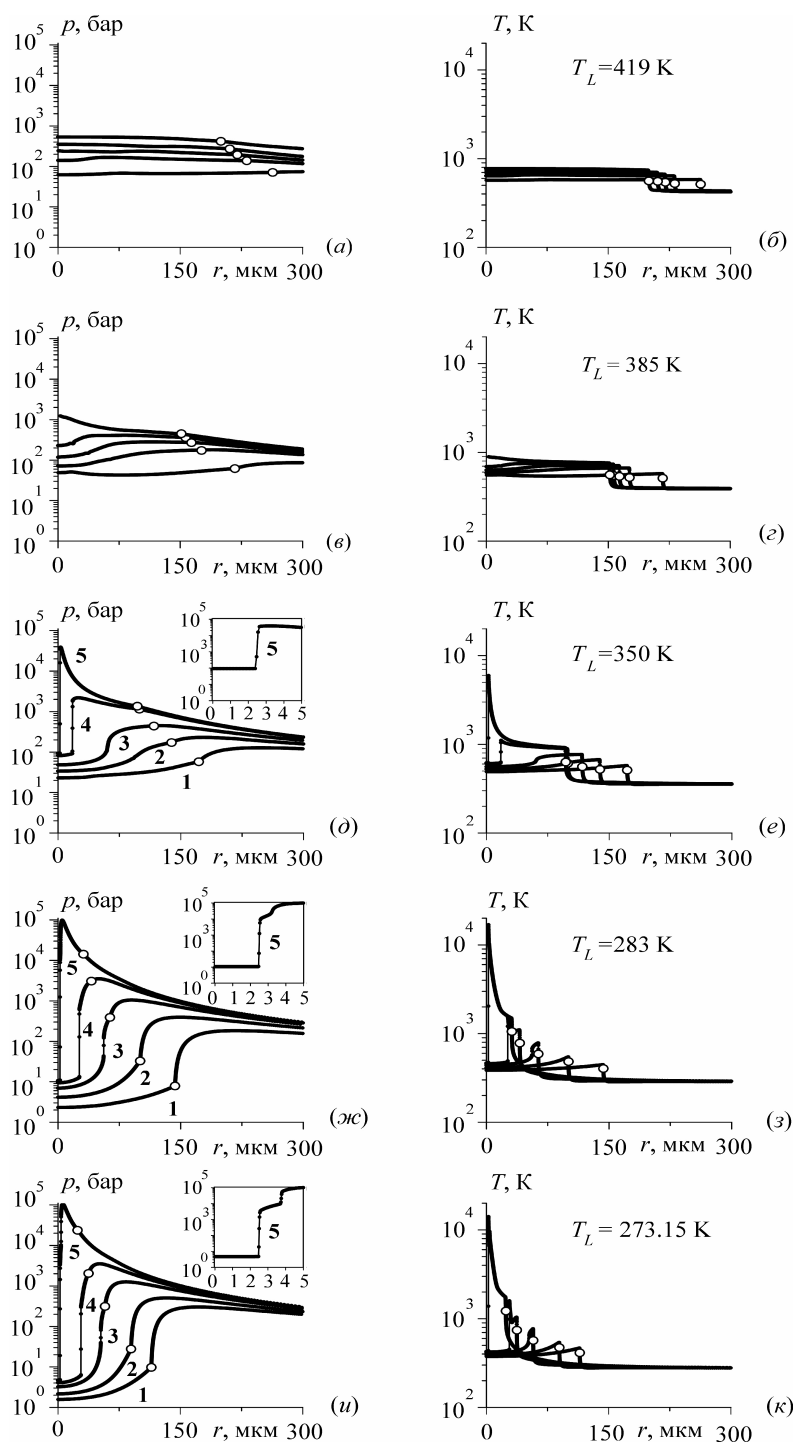 p, бар
10^5
10^4
10^3
10^2
10^1
10^0
0 150 r, мкм 300
(а)
T, К
T_L=419 K
10^4
10^3
10^2
0 150 r, мкм 300
(б)
p, бар
10^5
10^4
10^3
10^2
10^1
10^0
0 150 r, мкм 300
(в)
T, К
T_L = 385 K
10^4
10^3
10^2
0 150 r, мкм 300
(г)
p, бар
10^5
10^4
10^3
10^2
10^1
10^0
5
4
3
2
1
10^5
10^3
10^0
5
0 1 2 3 4 5
0 150 r, мкм 300
(д)
T, К
T_L=350 K
10^4
10^3
10^2
0 150 r, мкм 300
(е)
p, бар
10^5
10^4
10^3
10^2
10^1
10^0
5
4
3
2
1
10^5
10^3
10^0
5
0 1 2 3 4 5
0 150 r, мкм 300
(ж)
T, К
T_L=283 K
10^4
10^3
10^2
0 150 r, мкм 300
(з)
p, бар
10^5
10^4
10^3
10^2
10^1
10^0
5
4
3
2
1
10^5
10^3
10^0
5
0 1 2 3 4 5
0 150 r, мкм 300
(и)
T, К
T_L = 273.15 K
10^4
10^3
10^2
0 150 r, мкм 300
(к)